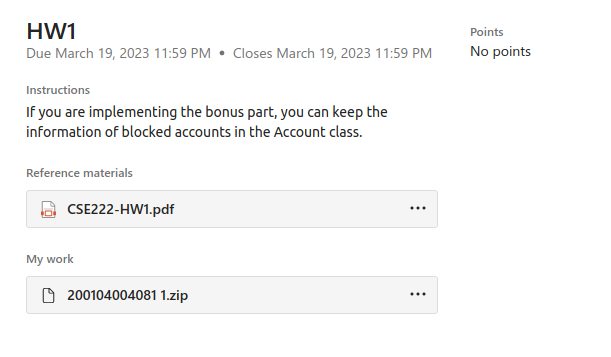 HW1
Due March 19, 2023 11:59 PM • Closes March 19, 2023 11:59 PM
Points
No points
Instructions
If you are implementing the bonus part, you can keep the
information of blocked accounts in the Account class.
Reference materials
CSE222-HW1.pdf
My work
200104004081 1.zip